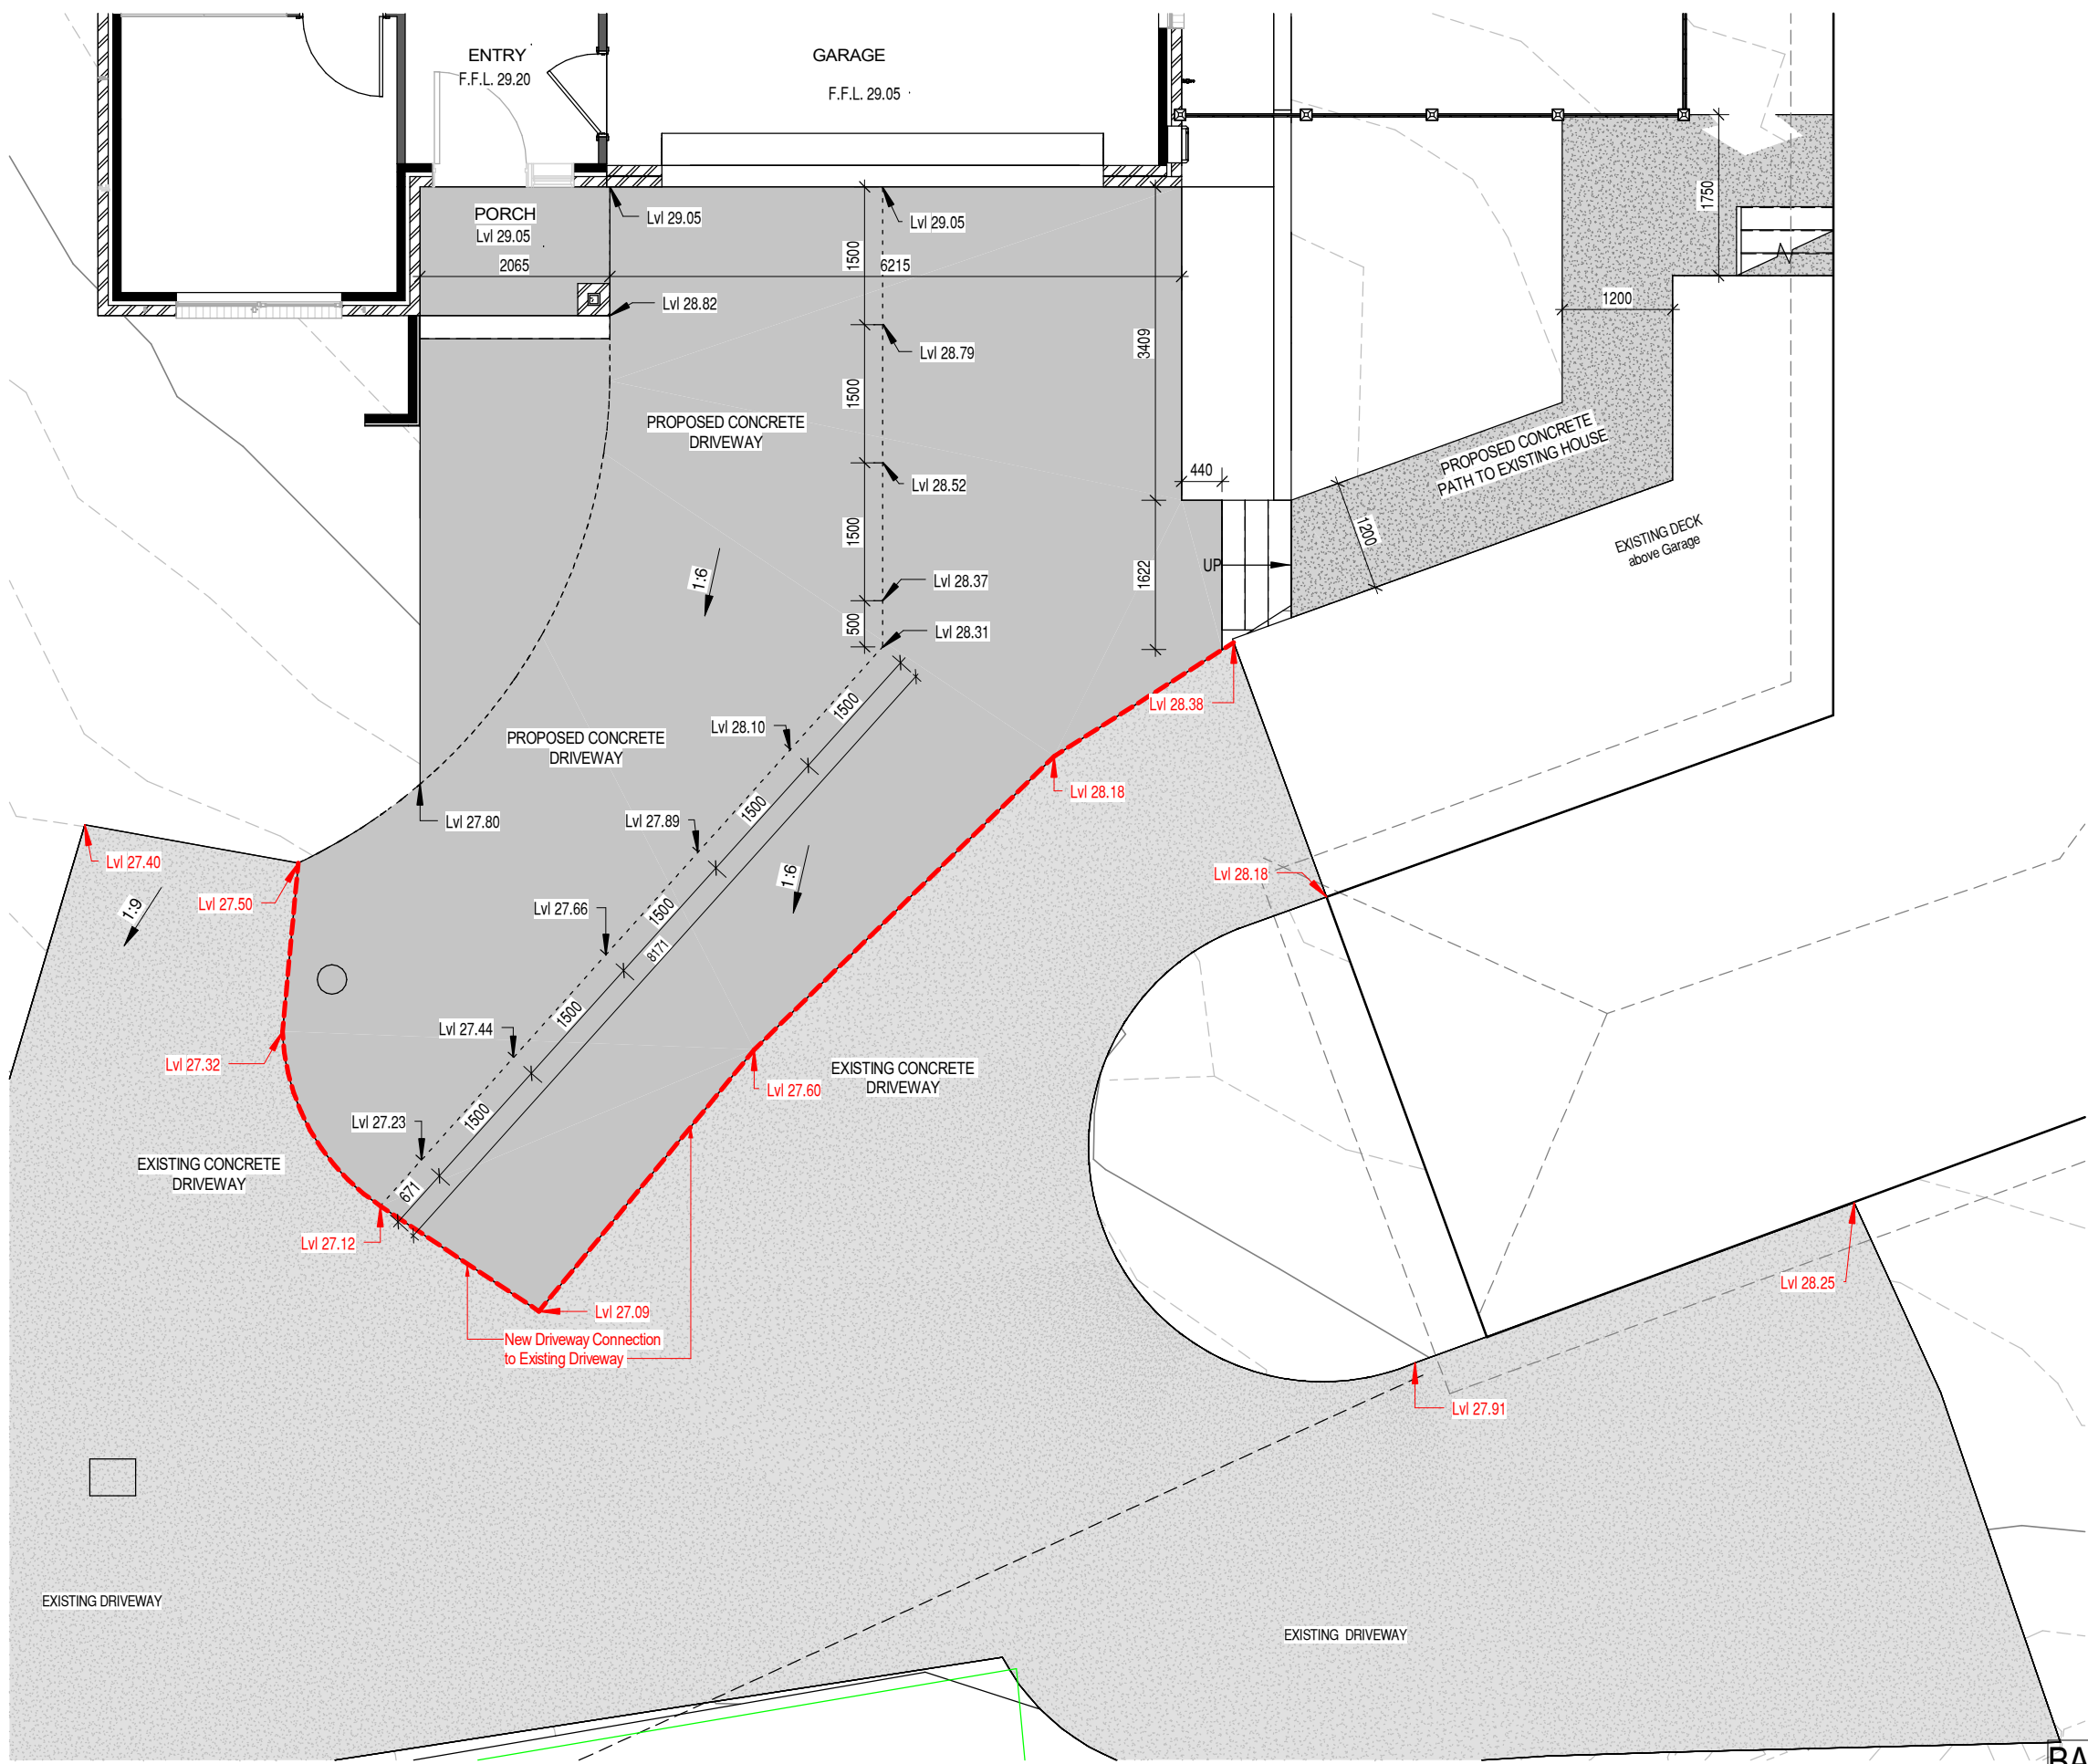 ENTRY
F.F.L. 29.20
GARAGE
F.F.L. 29.05
PORCH
Lvl 29.05
Lvl 29.05
Lvl 29.05
2065
6215
1500
1750
Lvl 28.82
1200
Lvl 28.79
3409
1500
PROPOSED CONCRETE
DRIVEWAY
PROPOSED CONCRETE
PATH TO EXISTING HOUSE
440
Lvl 28.52
1500
1200
EXISTING DECK
above Garage
UP
1:6
1622
Lvl 28.37
500
Lvl 28.31
1500
Lvl 28.38
Lvl 28.10
PROPOSED CONCRETE
DRIVEWAY
Lvl 28.18
1500
Lvl 27.80
Lvl 27.89
Lvl 27.40
1:6
Lvl 28.18
Lvl 27.50
1:9
Lvl 27.66
1500
8171
1500
Lvl 27.44
Lvl 27.32
EXISTING CONCRETE
DRIVEWAY
Lvl 27.60
1500
Lvl 27.23
EXISTING CONCRETE
DRIVEWAY
671
Lvl 27.12
Lvl 28.25
Lvl 27.09
New Driveway Connection
to Existing Driveway
Lvl 27.91
EXISTING DRIVEWAY
EXISTING DRIVEWAY
BA